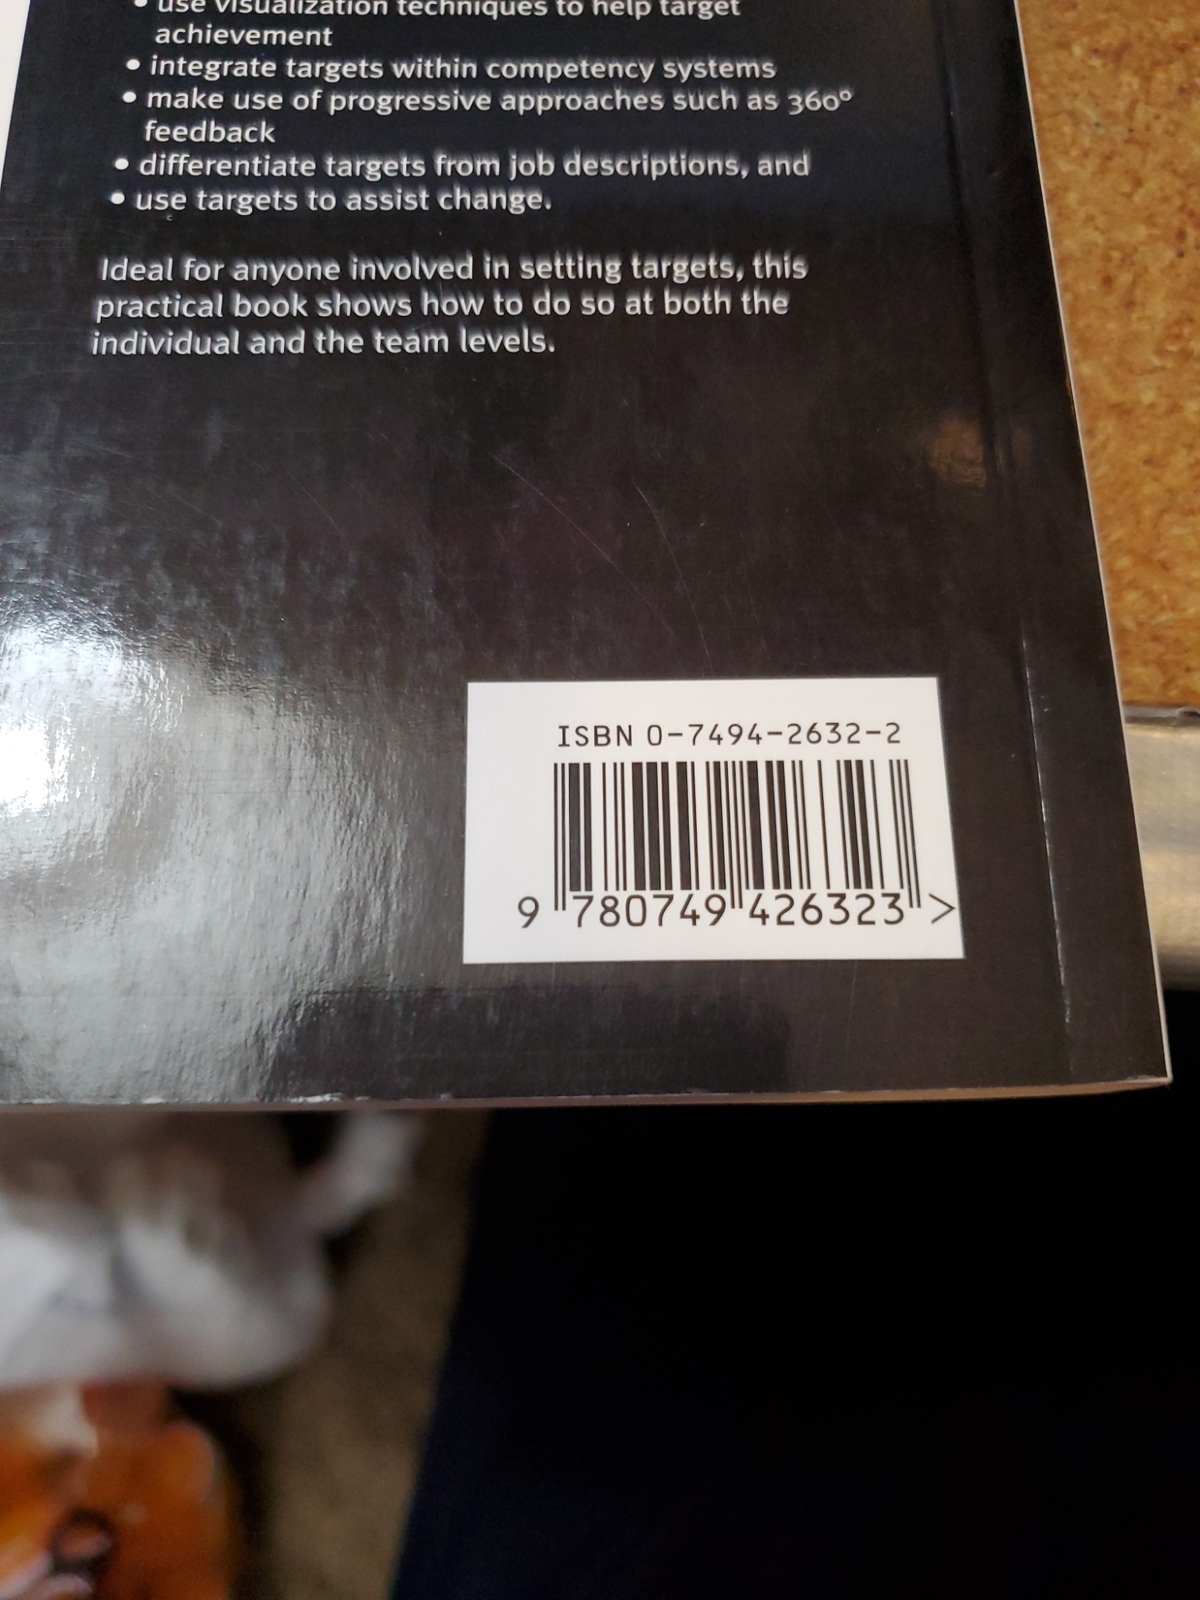 • use visualization techniques to help target
achievement
• integrate targets within competency systems
• make use of progressive approaches such as 360°
feedback
• differentiate targets from job descriptions, and
• use targets to assist change.
Ideal for anyone involved in setting targets, this
practical book shows how to do so at both the
individual and the team levels.
ISBN 0-7494-2632-2
9 780749 426323 >